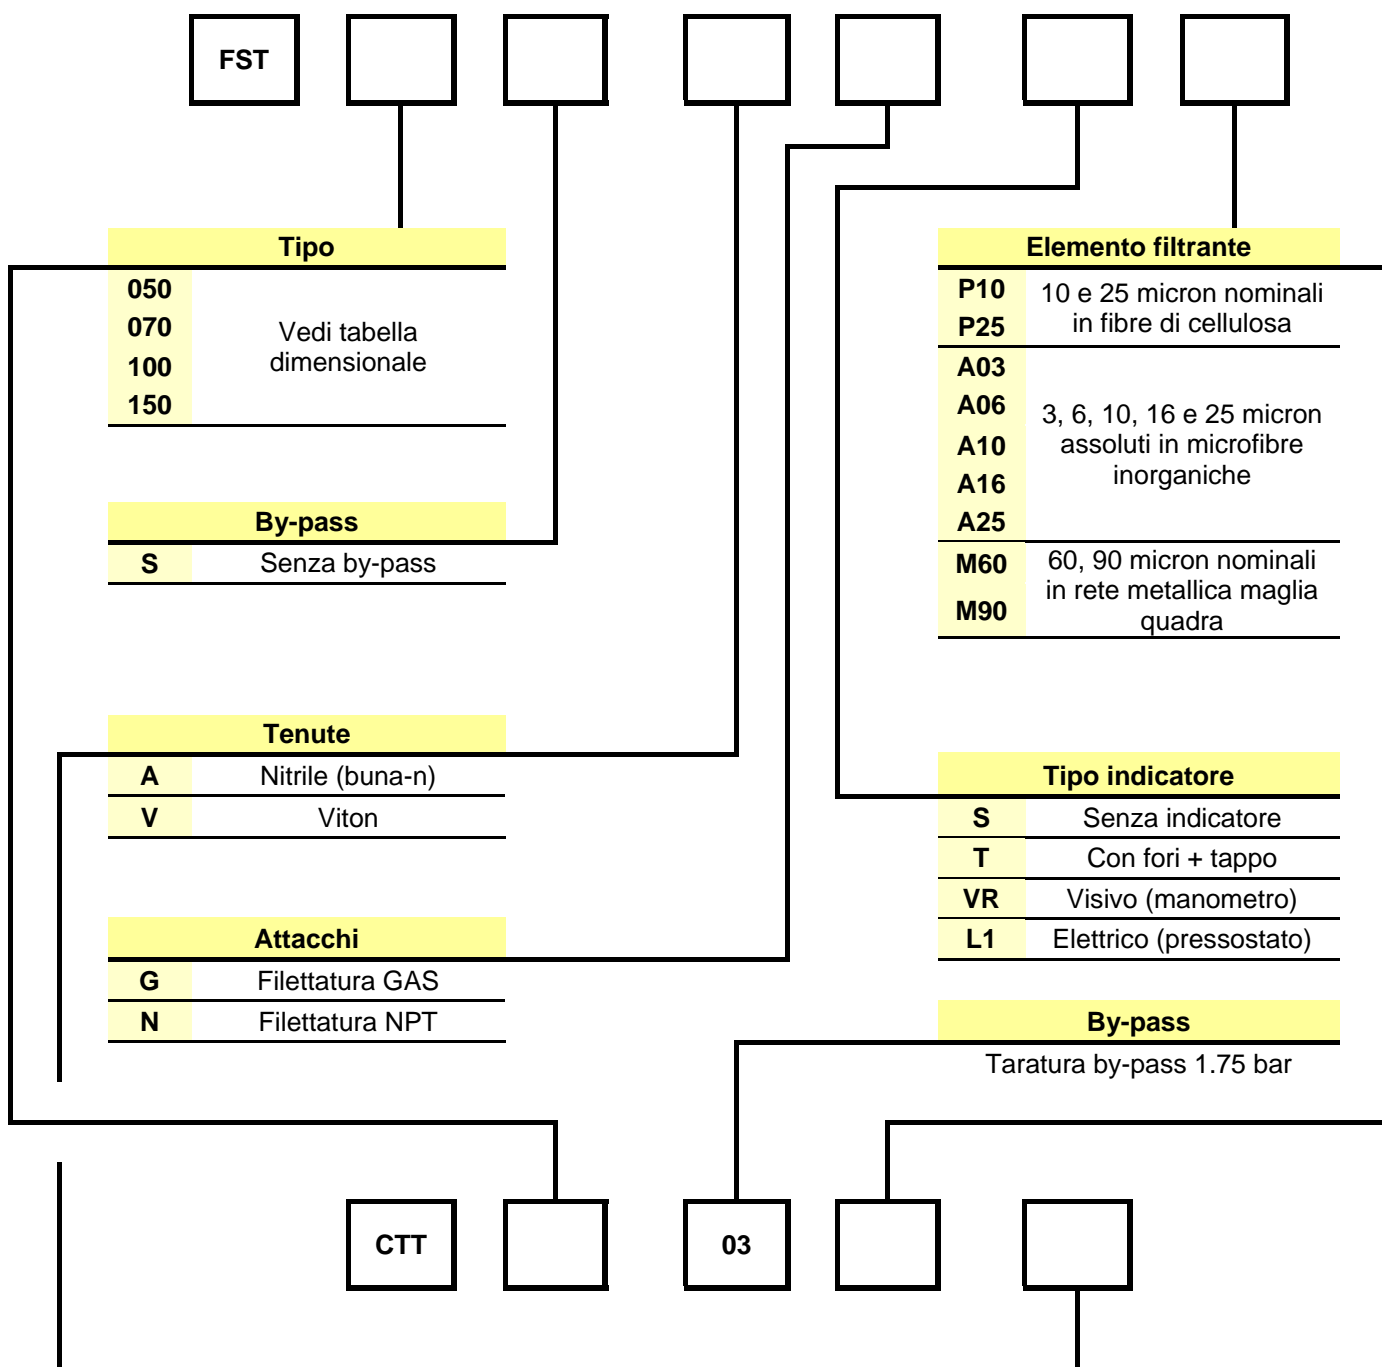 FST
Tipo
050
070
100
150
Vedi tabella
dimensionale
By-pass
S Senza by-pass
Tenute
A Nitrile (buna-n)
V Viton
Attacchi
G Filettatura GAS
N Filettatura NPT
Elemento filtrante
P10
P25
10 e 25 micron nominali
in fibre di cellulosa
A03
A06
A10
A16
A25
3, 6, 10, 16 e 25 micron
assoluti in microfibre
inorganiche
M60
M90
60, 90 micron nominali
in rete metallica maglia
quadra
Tipo indicatore
S Senza indicatore
T Con fori + tappo
VR Visivo (manometro)
L1 Elettrico (pressostato)
By-pass
Taratura by-pass 1.75 bar
CTT 03